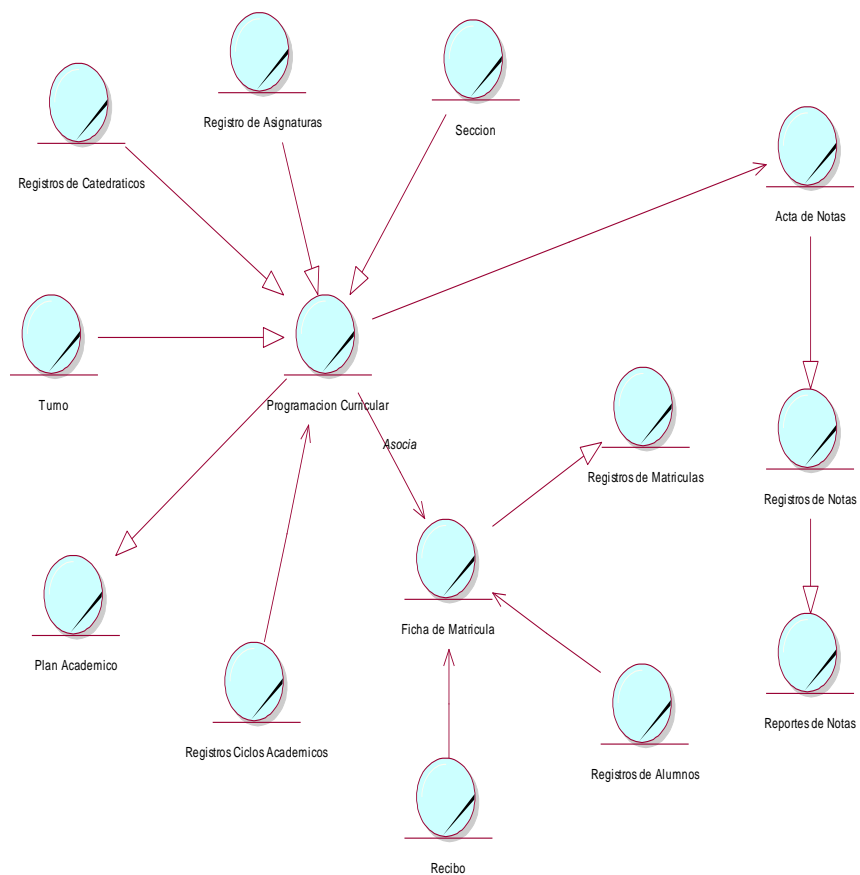 Registro de Asignaturas
Seccion
Registros de Catedraticos
Acta de Notas
Turno
Programacion Curricular
Asocia
Registros de Matriculas
Registros de Notas
Ficha de Matricula
Plan Academico
Reportes de Notas
Registros Ciclos Academicos
Registros de Alumnos
Recibo